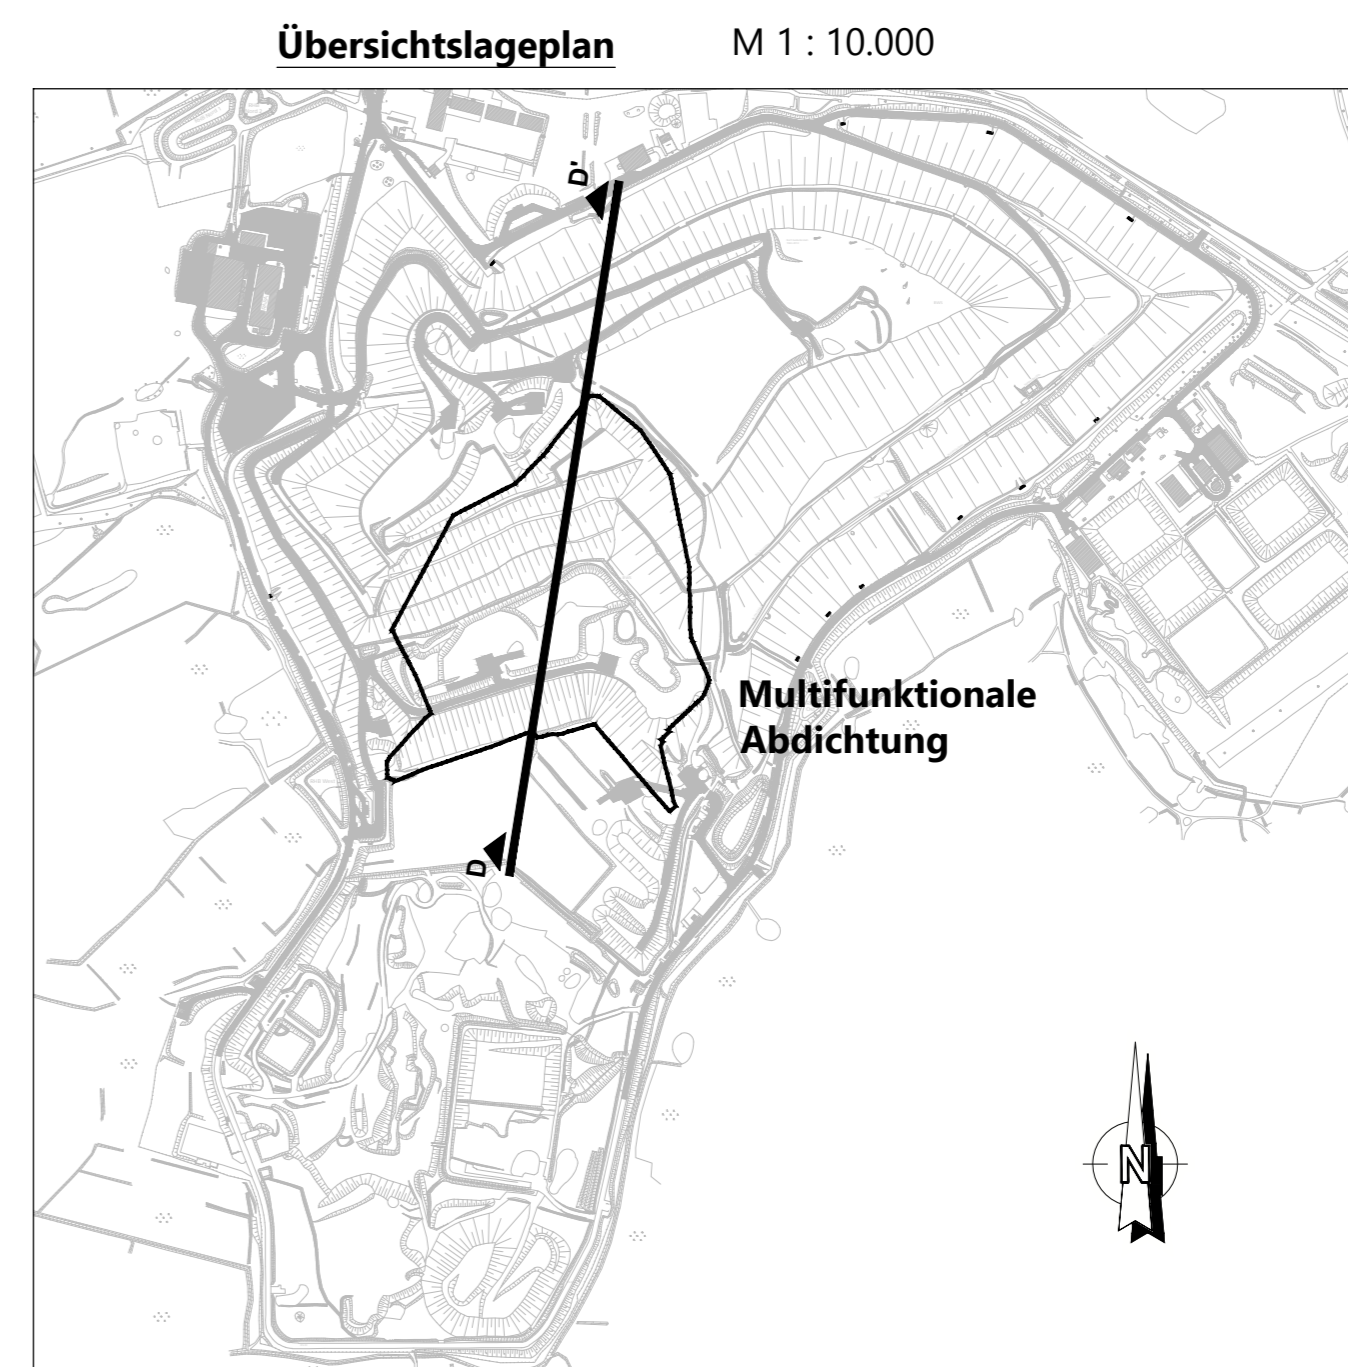 Übersichtslageplan M 1 : 10.000
D'
Multifunktionale
Abdichtung
D
N